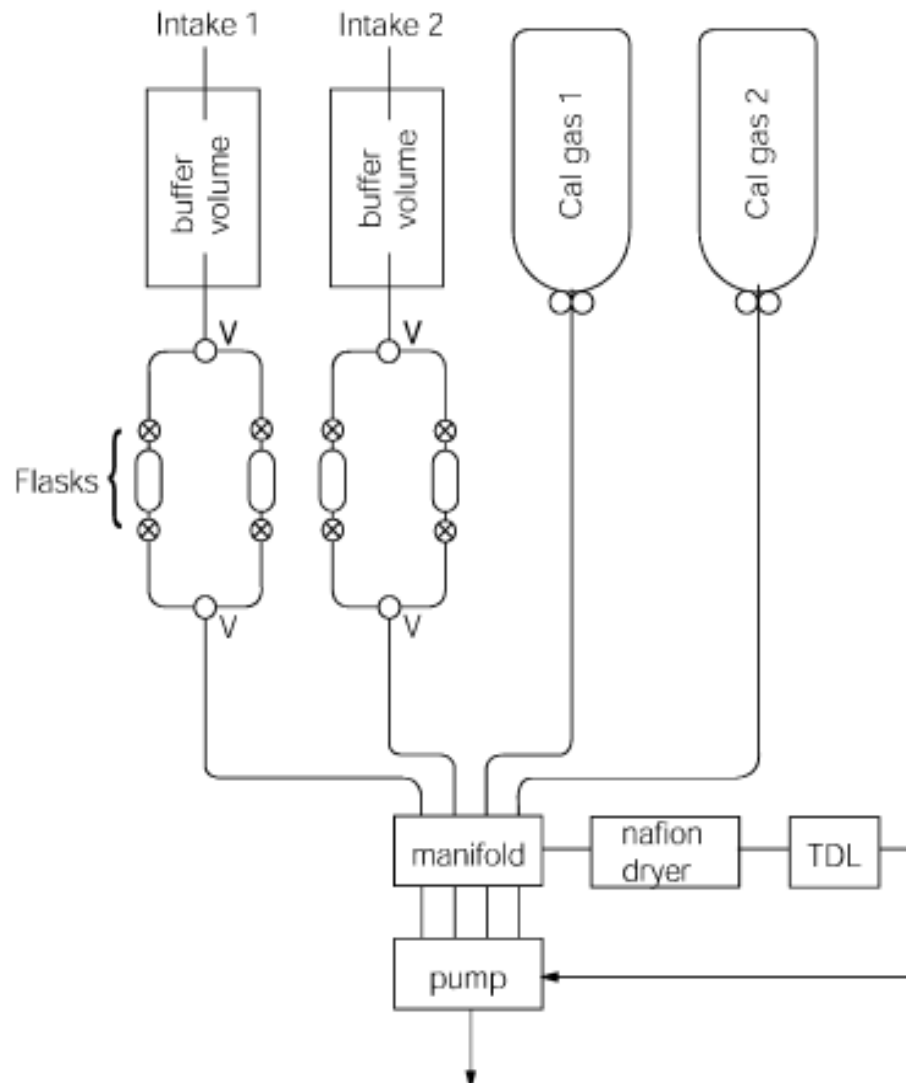 Intake 1
Intake 2
buffer
volume
buffer
volume
Cal gas 1
Cal gas 2
V
V
Flasks
V
V
manifold
nafion
dryer
TDL
pump